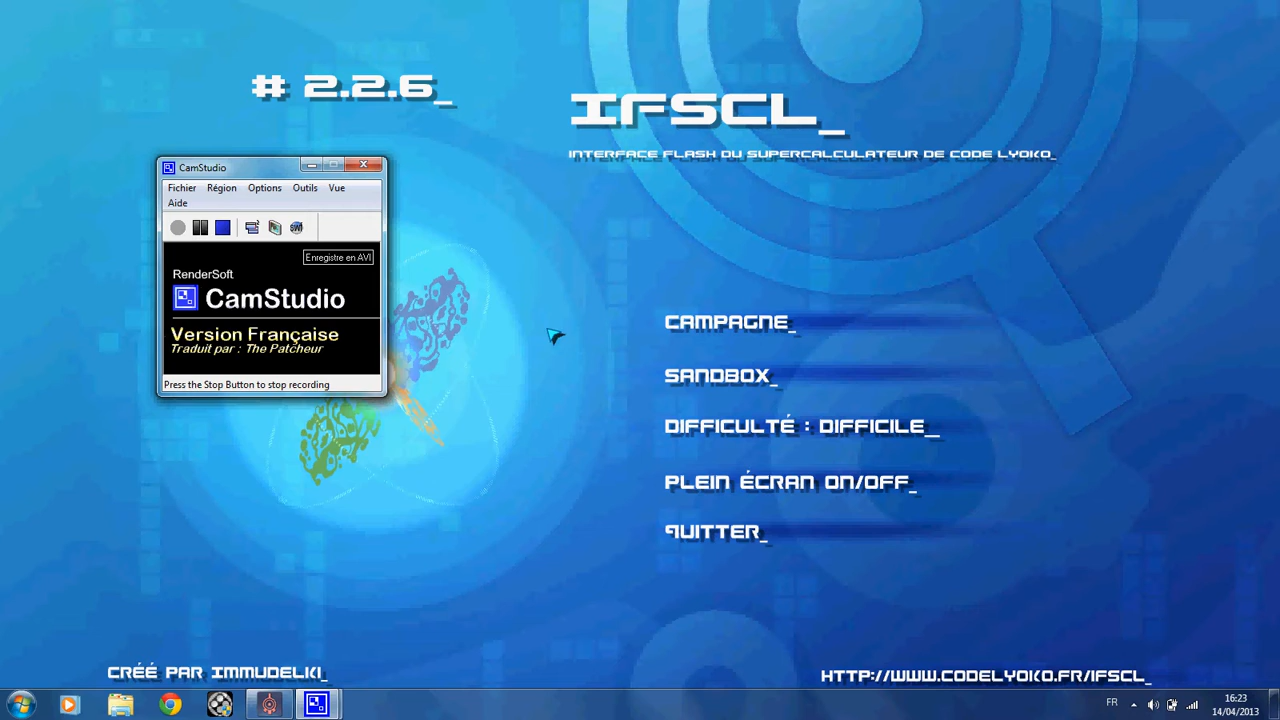 # 2.2.6_
IFSCL_
INTERFACE FLASH DU SUPERCALCULATEUR DE CODE LYOKO_
CamStudio
Fichier Région Options Outils Vue
Aide
Enregistre en AVI
RenderSoft
CamStudio
Version Française
Traduit par : The Patcheur
Press the Stop Button to stop recording
CAMPAGNE_
SANDBOX_
DIFFICULTÉ : DIFFICILE_
PLEIN ÉCRAN ON/OFF_
QUITTER_
CRÉÉ PAR IMMUDELKI_
HTTP://WWW.CODELYOKO.FR/IFSCL_
FR
16:23
14/04/2013